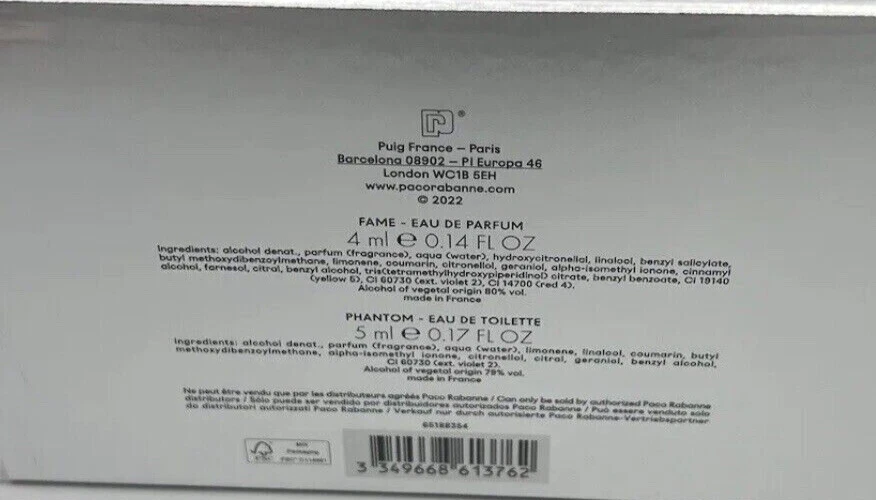 Puig France – Paris
Barcelona 08902 – Pl Europa 46
London WC1B 5EH
www.pacorabanne.com
© 2022
FAME - EAU DE PARFUM
4 ml e 0.14 FL OZ
Ingredients: alcohol denat., parfum (fragrance), aqua (water), hydroxycitronellal, linalool, benzyl salicylate,
butyl methoxydibenzoylmethane, limonene, coumarin, citronellol, geraniol, alpha-isomethyl ionone, cinnamyl
alcohol, farnesol, citral, benzyl alcohol, tris(tetramethylhydroxypiperidinol) citrate, benzyl benzoate, CI 19140
(yellow 5), CI 60730 (ext. violet 2), CI 14700 (red 4).
Alcohol of vegetal origin 80% vol.
made in France
PHANTOM - EAU DE TOILETTE
5 ml e 0.17 FL OZ
Ingredients: alcohol denat., parfum (fragrance), aqua (water), limonene, linalool, coumarin, butyl
methoxydibenzoylmethane, alpha-isomethyl ionone, citronellol, citral, geraniol, benzyl alcohol,
CI 60730 (ext. violet 2).
Alcohol of vegetal origin 79% vol.
made in France
Ne peut être vendu que par les distributeurs agréés Paco Rabanne / Can only be sold by authorized Paco Rabanne
distributors / Sólo puede ser vendido por distribuidores autorizados Paco Rabanne / Può essere venduto solo
da distributori autorizzati Paco Rabanne / Verkauf nur durch autorisierte Paco Rabanne-Vertriebspartner
65188354
3 349668 613762